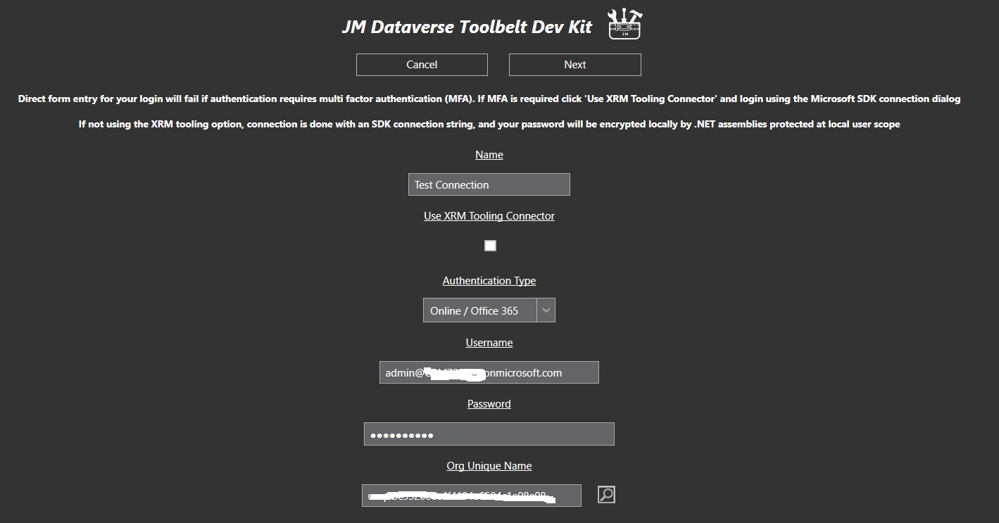 JM Dataverse Toolbelt Dev Kit
JM
Cancel Next
Direct form entry for your login will fail if authentication requires multi factor authentication (MFA). If MFA is required click 'Use XRM Tooling Connector' and login using the Microsoft SDK connection dialog
If not using the XRM tooling option, connection is done with an SDK connection string, and your password will be encrypted locally by .NET assemblies protected at local user scope
Name
Test Connection
Use XRM Tooling Connector
Authentication Type
Online / Office 365
Username
admin@ onmicrosoft.com
Password
●●●●●●●●●●
Org Unique Name